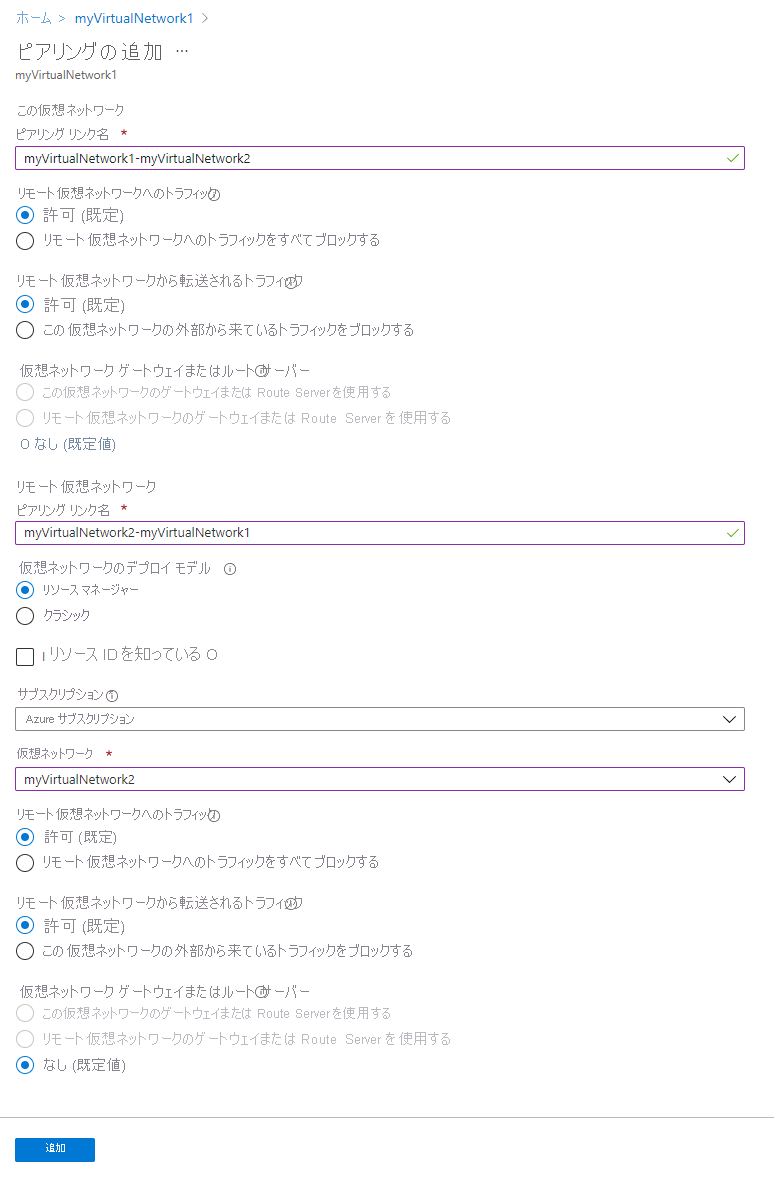 ホーム > myVirtualNetwork1 >
ピアリングの追加 …
myVirtualNetwork1
この仮想ネットワーク
ピアリング リンク名 *
myVirtualNetwork1-myVirtualNetwork2
リモート仮想ネットワークへのトラフィック
許可 (既定)
リモート仮想ネットワークへのトラフィックをすべてブロックする
リモート仮想ネットワークから転送されるトラフィック
許可 (既定)
この仮想ネットワークの外部から来ているトラフィックをブロックする
仮想ネットワーク ゲートウェイまたはルート サーバー
この仮想ネットワークのゲートウェイまたは Route Serverを使用する
リモート仮想ネットワークのゲートウェイまたは Route Server を使用する
O なし (既定値)
リモート仮想ネットワーク
ピアリング リンク名 *
myVirtualNetwork2-myVirtualNetwork1
仮想ネットワークのデプロイ モデル
リソース マネージャー
クラシック
I リソース ID を知っている O
サブスクリプション
Azure サブスクリプション
仮想ネットワーク *
myVirtualNetwork2
リモート仮想ネットワークへのトラフィック
許可 (既定)
リモート仮想ネットワークへのトラフィックをすべてブロックする
リモート仮想ネットワークから転送されるトラフィック
許可 (既定)
この仮想ネットワークの外部から来ているトラフィックをブロックする
仮想ネットワーク ゲートウェイまたはルート サーバー
この仮想ネットワークのゲートウェイまたは Route Serverを使用する
リモート仮想ネットワークのゲートウェイまたは Route Server を使用する
なし (既定値)
追加